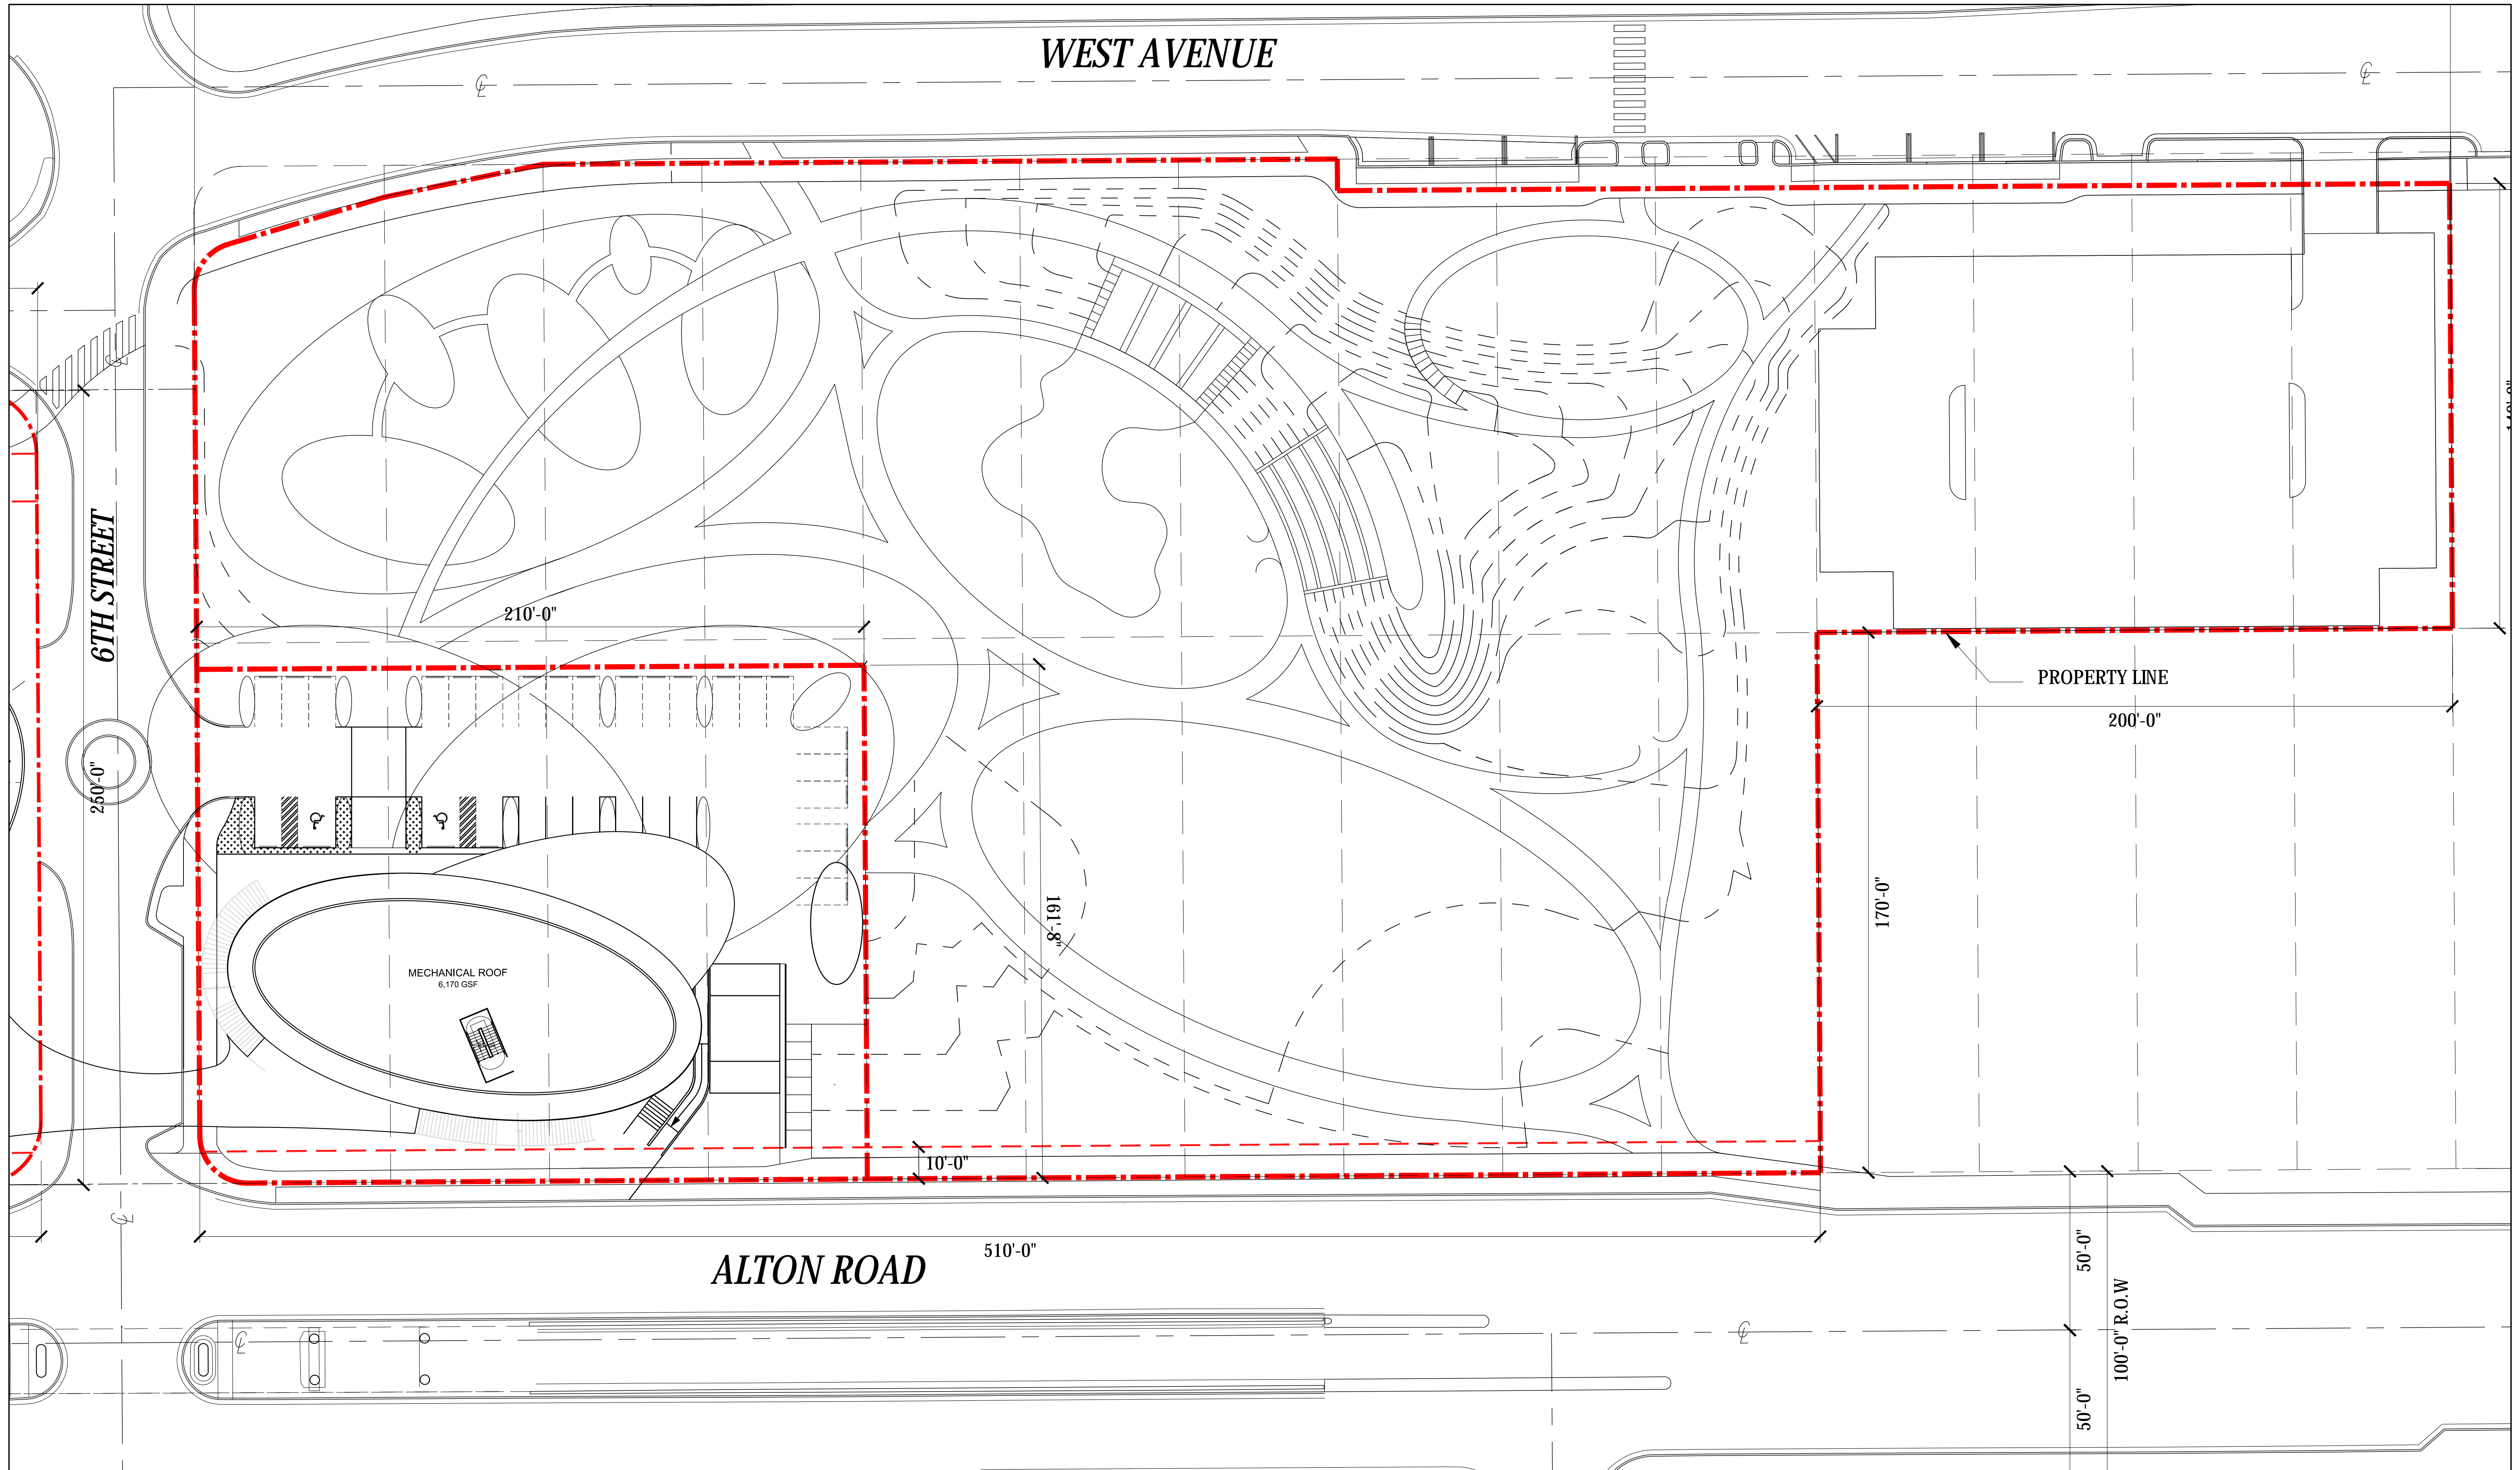 WEST AVENUE
6TH STREET
210'-0"
PROPERTY LINE
200'-0"
250'-0"
161'-8"
170'-0"
MECHANICAL ROOF
6,170 GSF
10'-0"
510'-0"
ALTON ROAD
50'-0"
100'-0" R.O.W
50'-0"